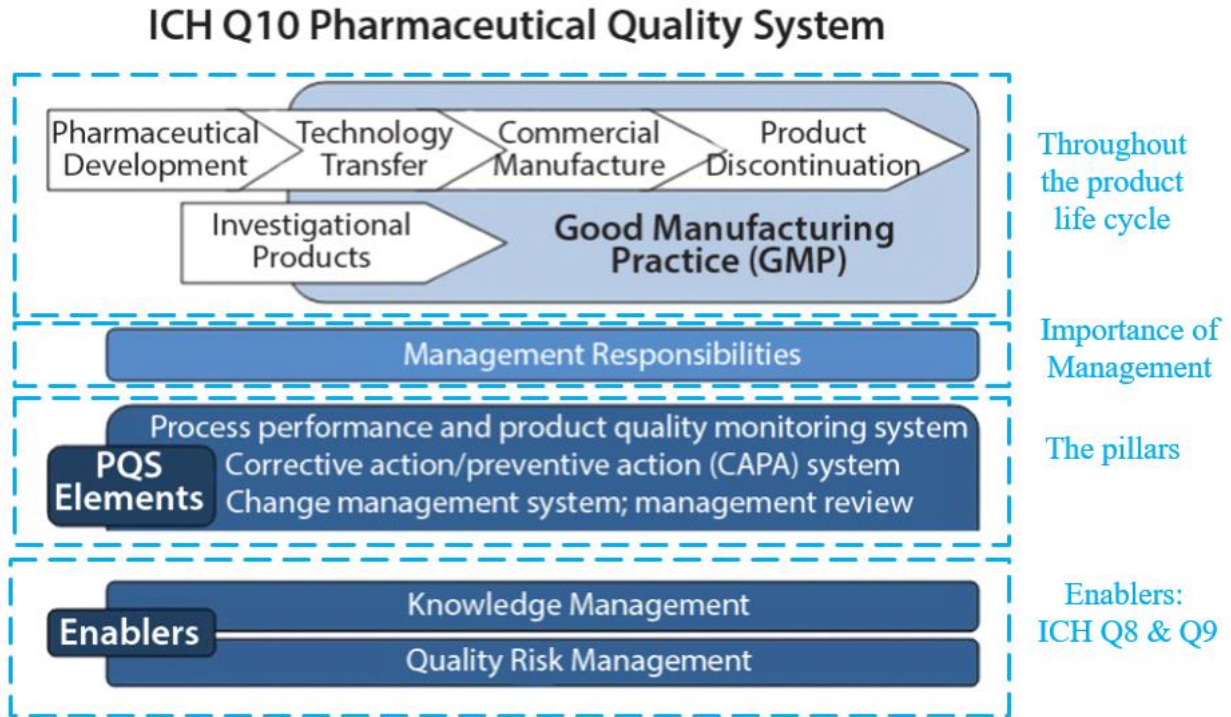 ICH Q10 Pharmaceutical Quality System
Pharmaceutical
Development
Technology
Transfer
Commercial
Manufacture
Product
Discontinuation
Investigational
Products
Good Manufacturing
Practice (GMP)
Throughout
the product
life cycle
Management Responsibilities
Importance of
Management
PQS
Elements
Process performance and product quality monitoring system
Corrective action/preventive action (CAPA) system
Change management system; management review
The pillars
Enablers
Knowledge Management
Quality Risk Management
Enablers:
ICH Q8 & Q9